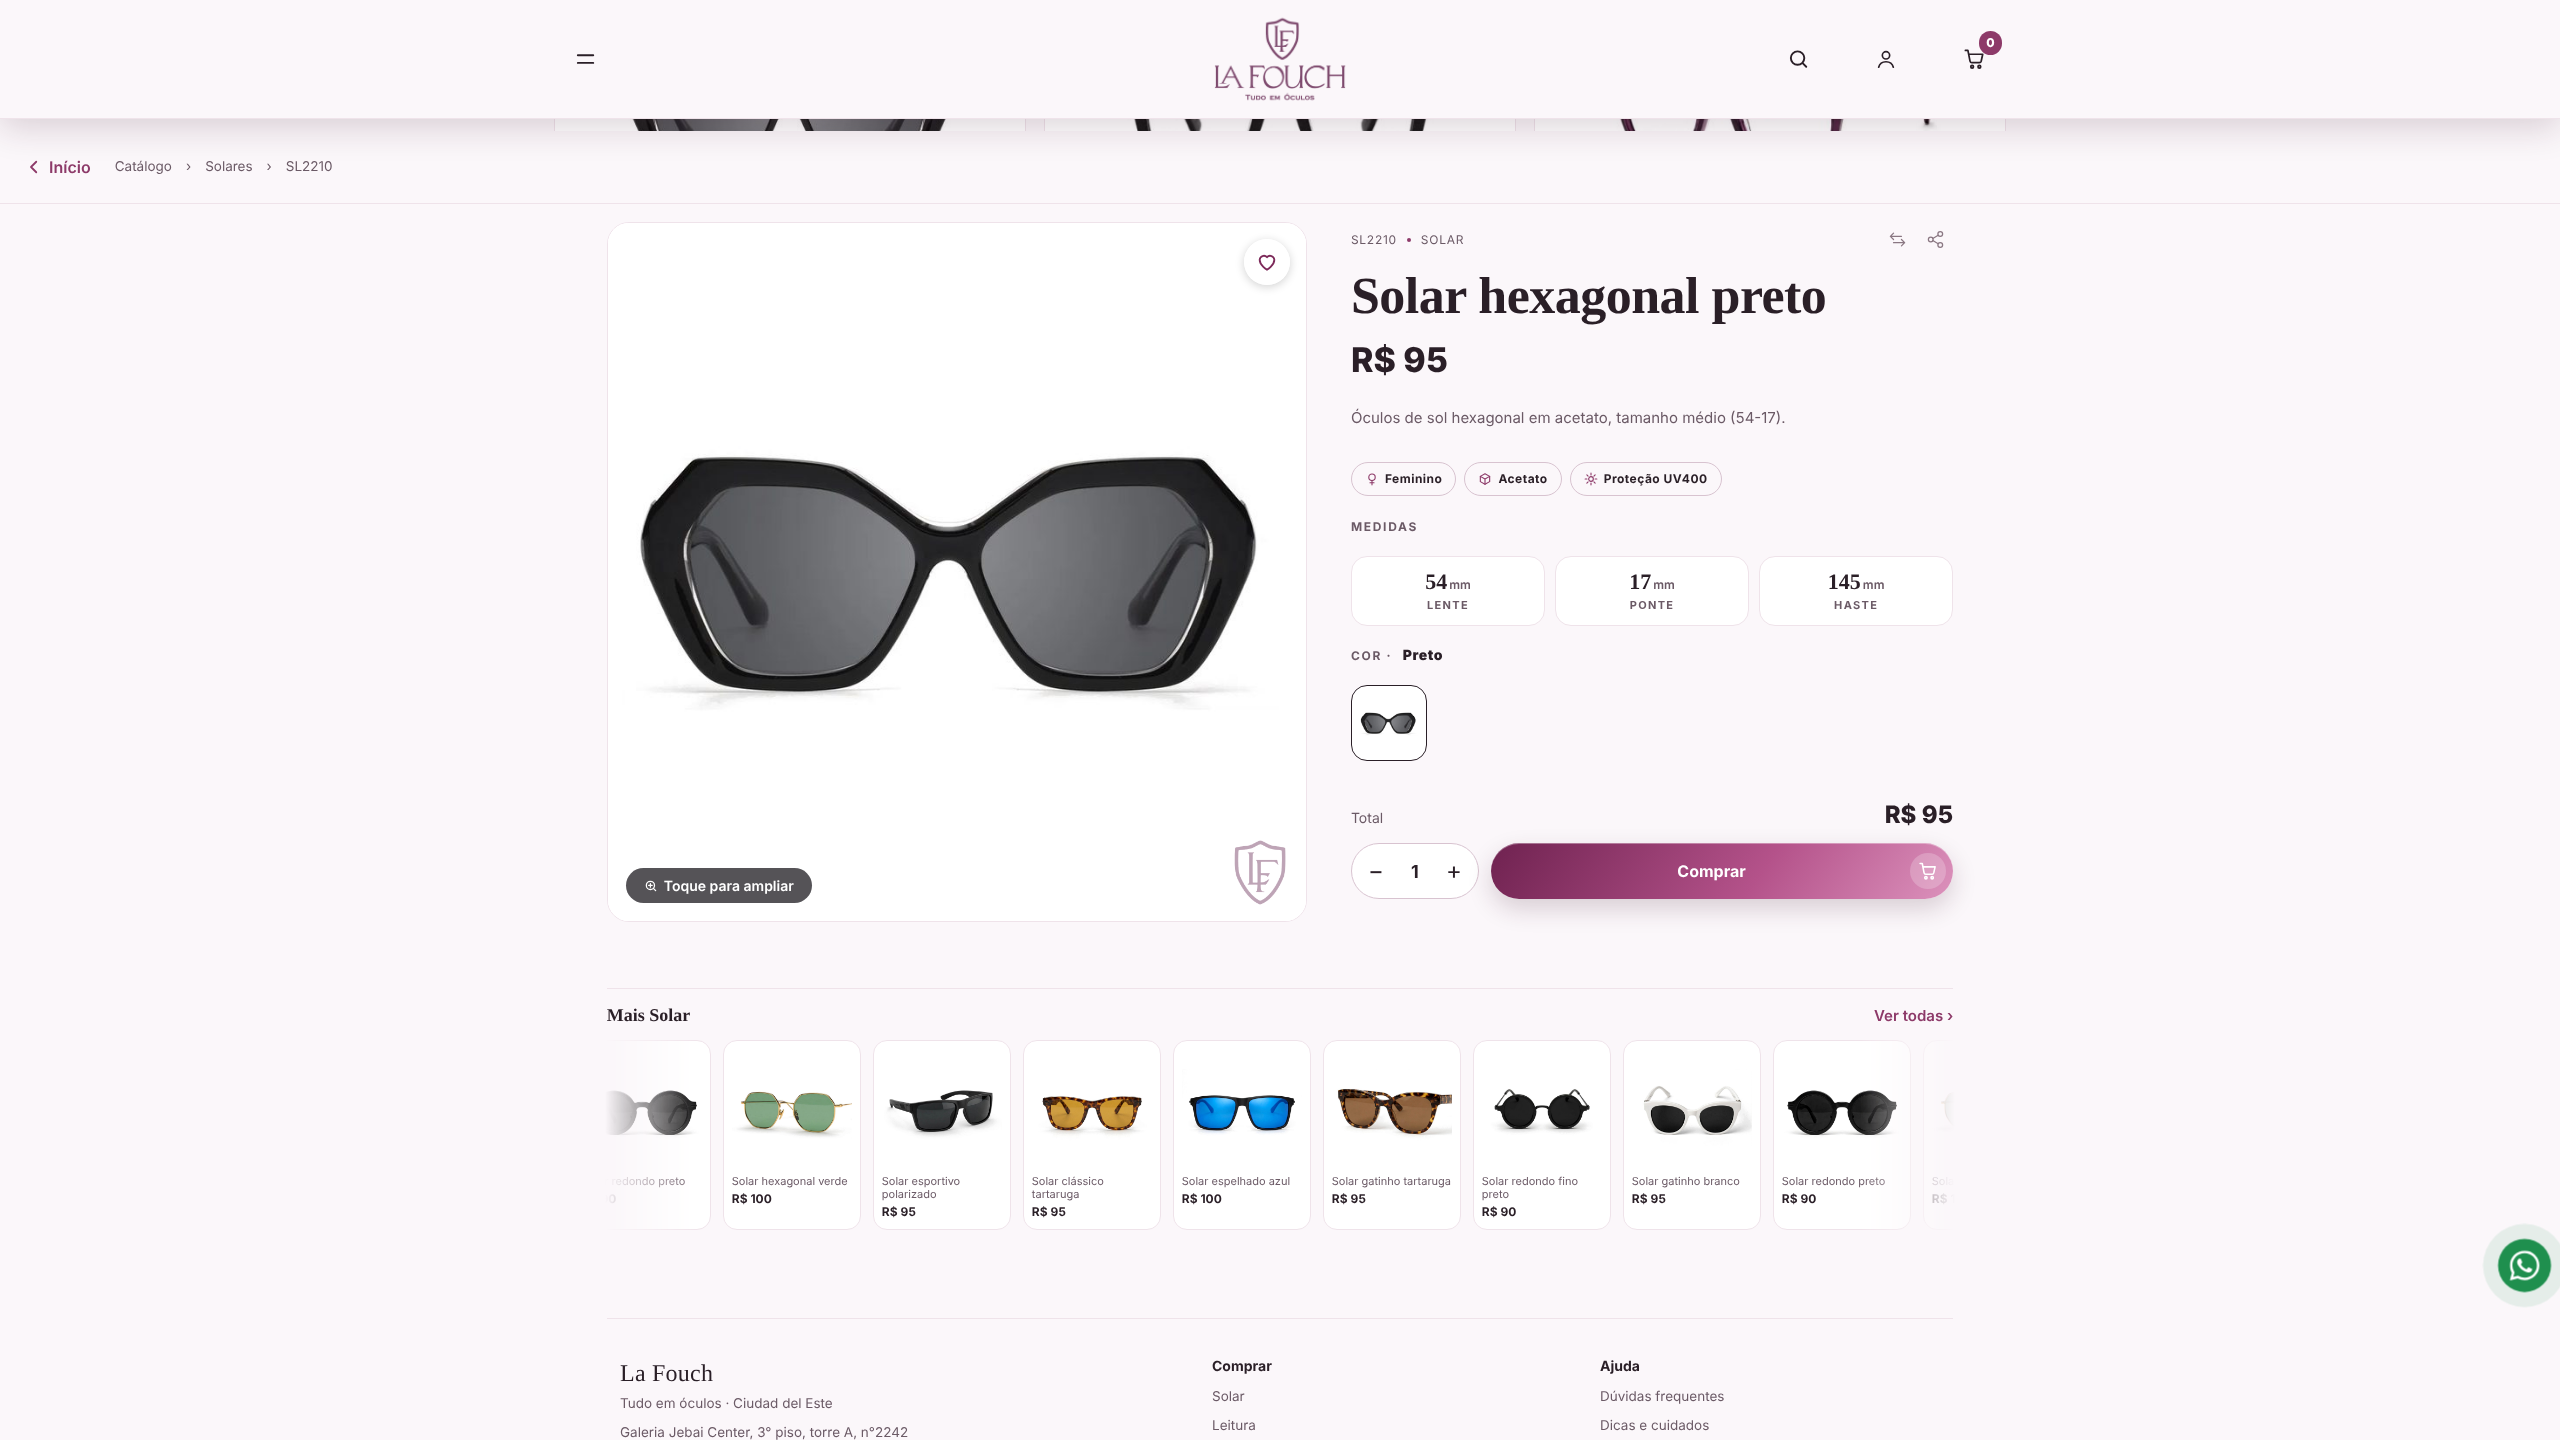 LF
LA FOUCH
TUDO EM ÓCULOS
0
Início
Catálogo › Solares › SL2210
SL2210 • SOLAR
Solar hexagonal preto
R$ 95
Óculos de sol hexagonal em acetato, tamanho médio (54-17).
Feminino
Acetato
Proteção UV400
MEDIDAS
54 mm
LENTE
17 mm
PONTE
145 mm
HASTE
COR · Preto
Total
R$ 95
− 1 +
Comprar
Toque para ampliar
LF
Mais Solar
Ver todas ›
redondo preto
Solar hexagonal verde
R$ 100
Solar esportivo
polarizado
R$ 95
Solar clássico
tartaruga
R$ 95
Solar espelhado azul
R$ 100
Solar gatinho tartaruga
R$ 95
Solar redondo fino
preto
R$ 90
Solar gatinho branco
R$ 95
Solar redondo preto
R$ 90
R$
La Fouch
Tudo em óculos · Ciudad del Este
Galeria Jebai Center, 3° piso, torre A, n°2242
Comprar
Solar
Leitura
Ajuda
Dúvidas frequentes
Dicas e cuidados